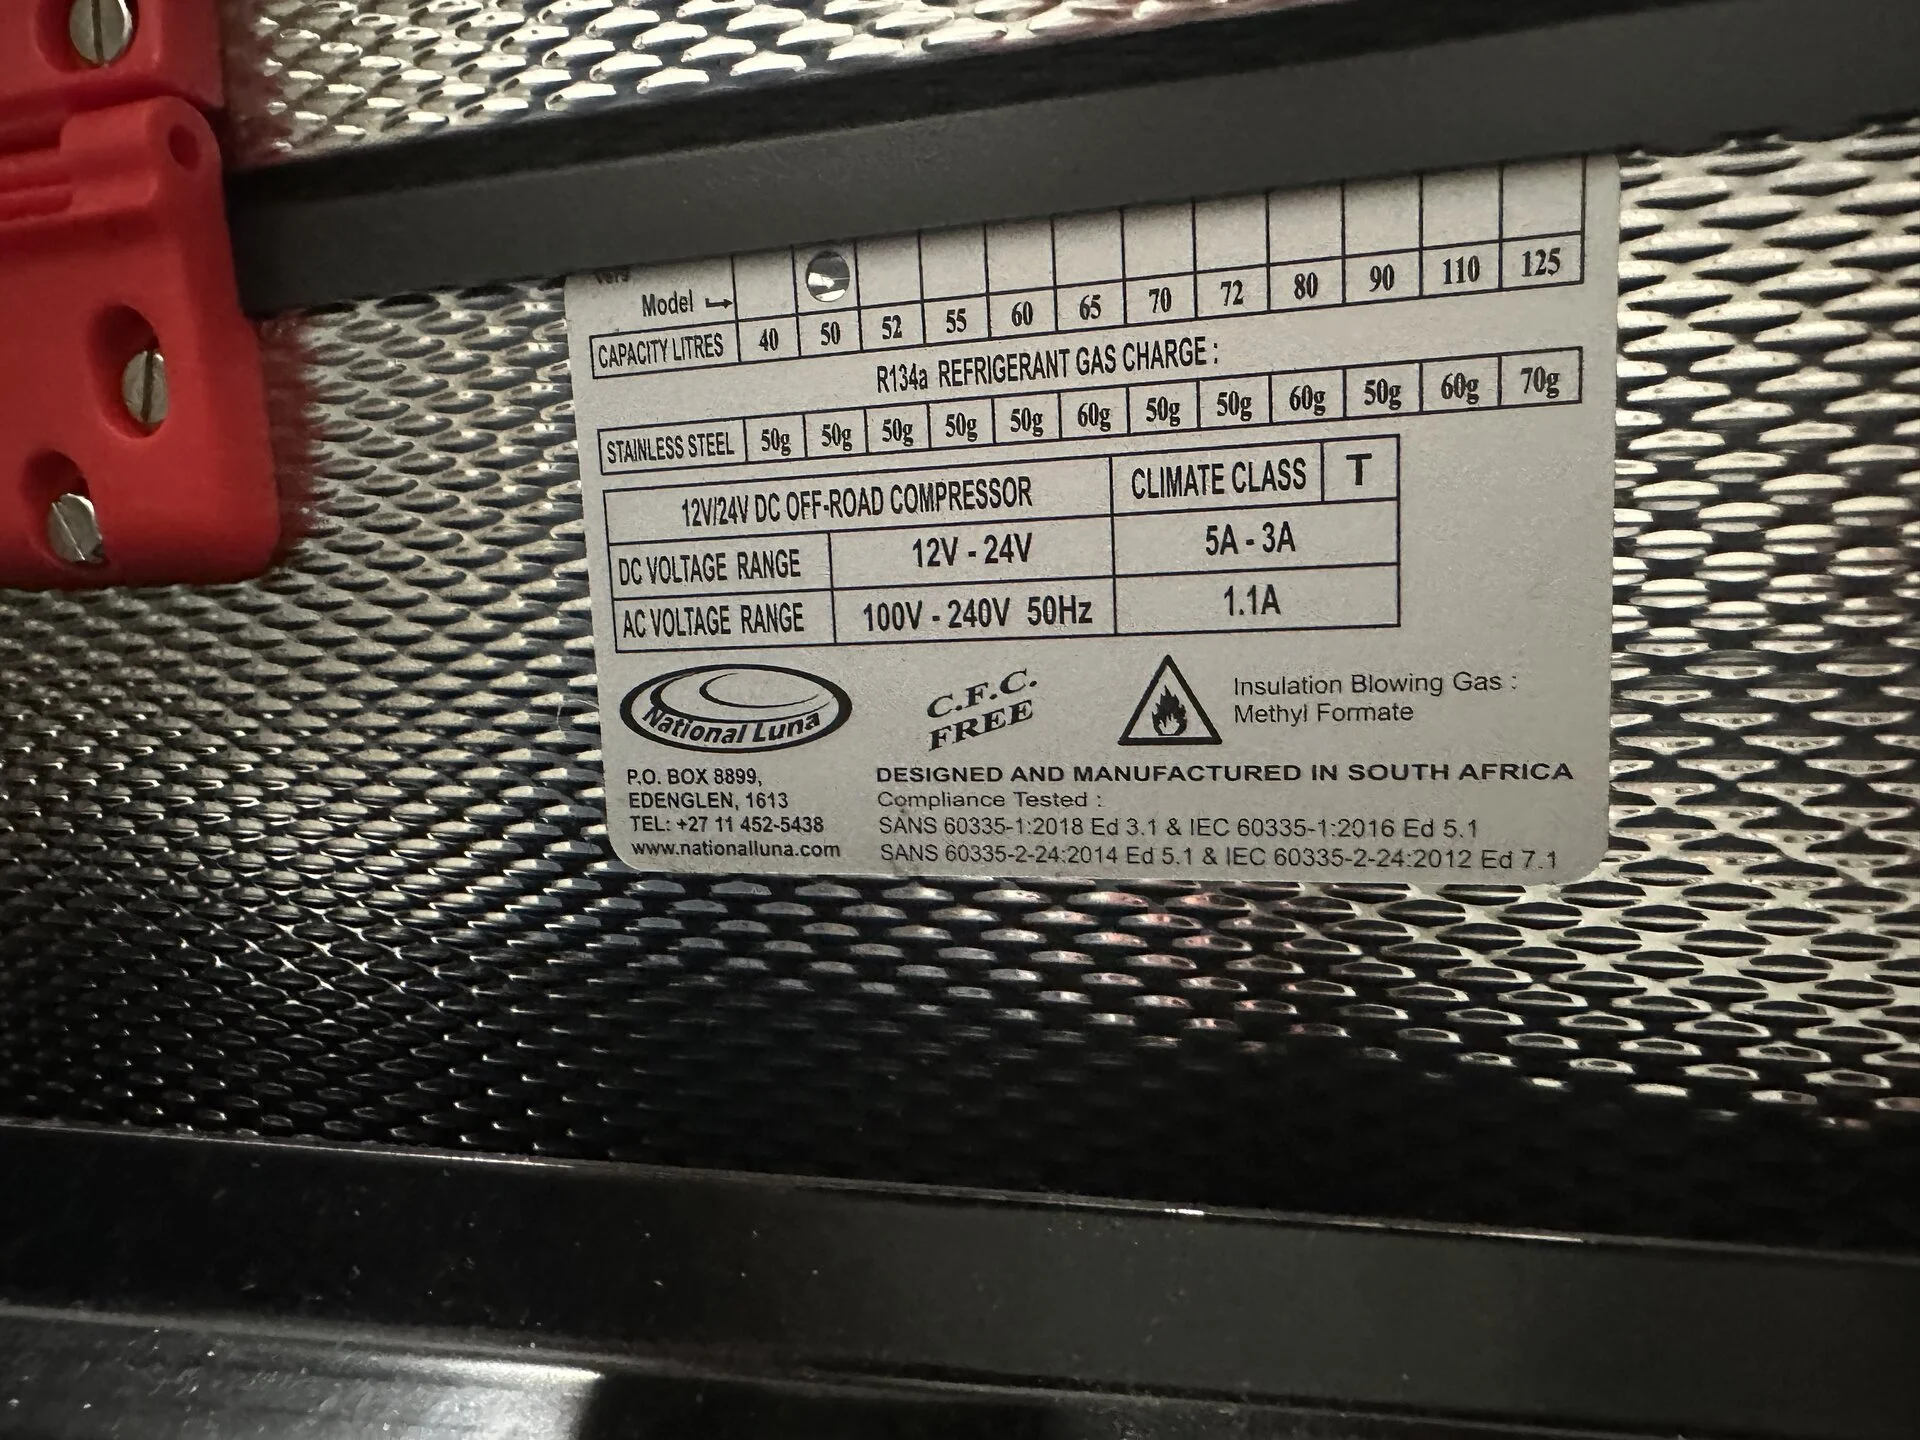 Model
CAPACITY LITRES 40 50 52 55 60 65 70 72 80 90 110 125
R134a REFRIGERANT GAS CHARGE :
STAINLESS STEEL 50g 50g 50g 50g 50g 60g 50g 50g 60g 50g 60g 70g
12V/24V DC OFF-ROAD COMPRESSOR CLIMATE CLASS T
DC VOLTAGE RANGE 12V - 24V 5A - 3A
AC VOLTAGE RANGE 100V - 240V 50Hz 1.1A
National Luna
C.F.C.
FREE
Insulation Blowing Gas :
Methyl Formate
P.O. BOX 8899,
EDENGLEN, 1613
TEL: +27 11 452-5438
www.nationalluna.com
DESIGNED AND MANUFACTURED IN SOUTH AFRICA
Compliance Tested :
SANS 60335-1:2018 Ed 3.1 & IEC 60335-1:2016 Ed 5.1
SANS 60335-2-24:2014 Ed 5.1 & IEC 60335-2-24:2012 Ed 7.1